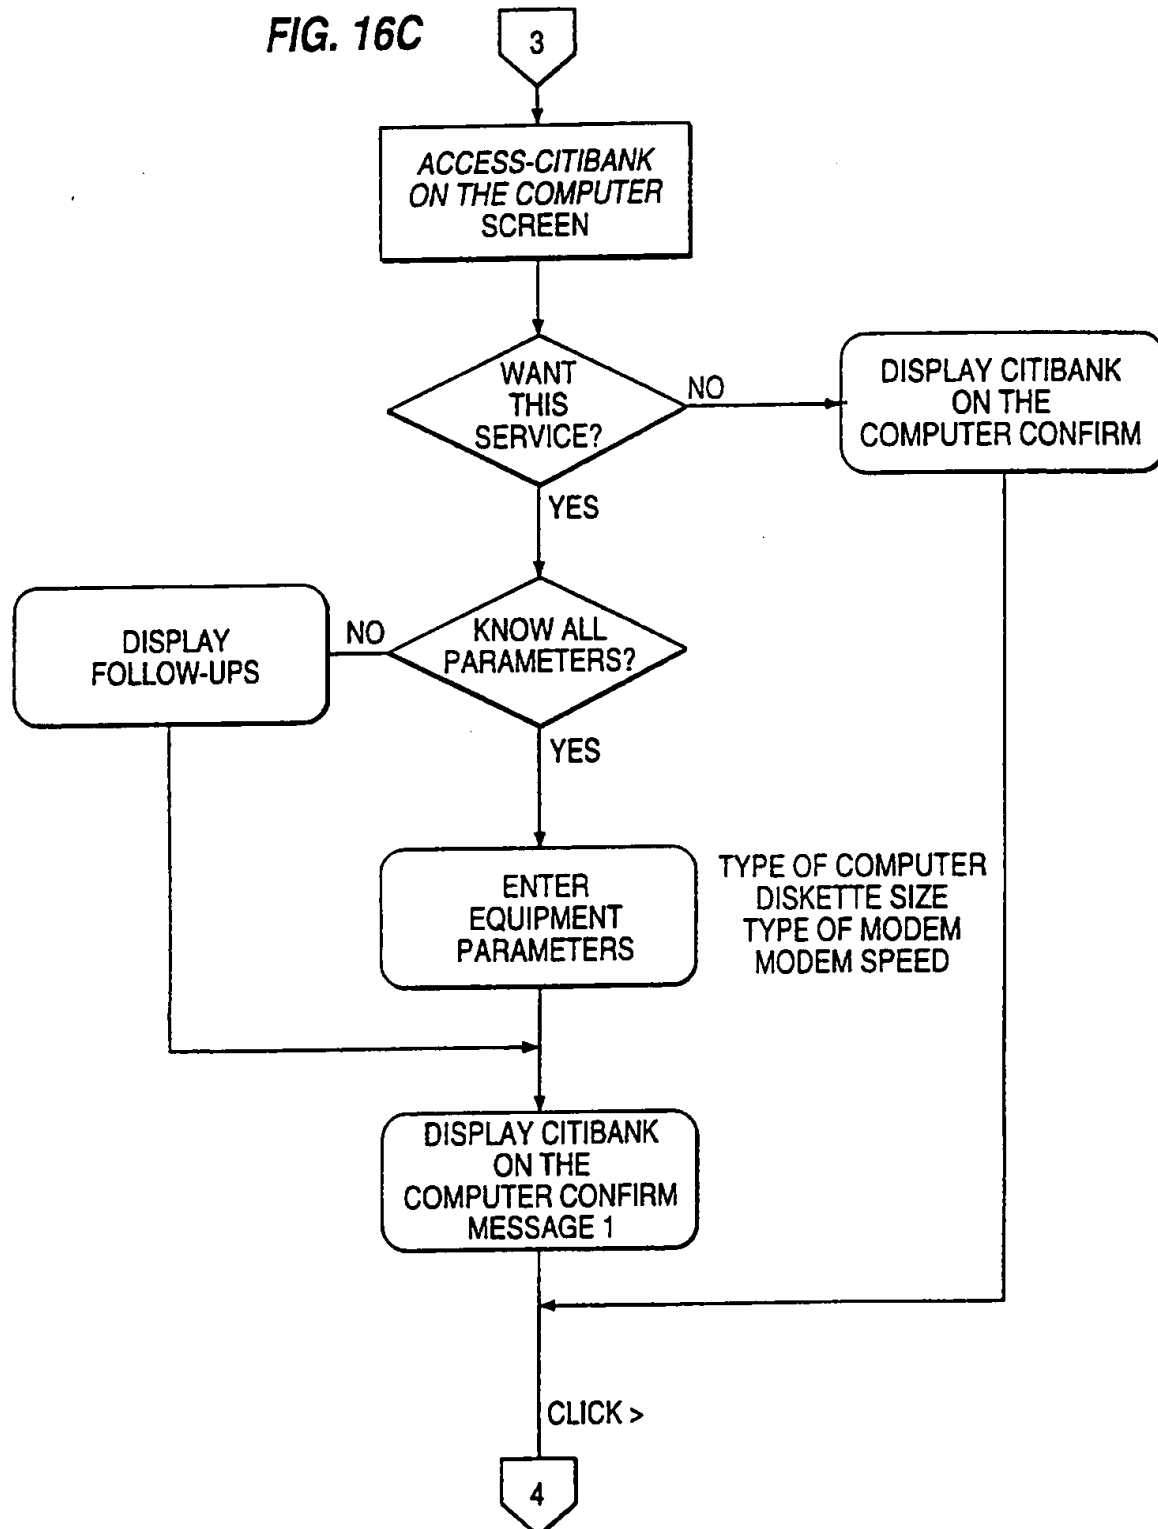 FIG. 16C
3
ACCESS-CITIBANK
ON THE COMPUTER
SCREEN
WANT
THIS
SERVICE?
NO
DISPLAY CITIBANK
ON THE
COMPUTER CONFIRM
YES
DISPLAY
FOLLOW-UPS
NO
KNOW ALL
PARAMETERS?
YES
ENTER
EQUIPMENT
PARAMETERS
TYPE OF COMPUTER
DISKETTE SIZE
TYPE OF MODEM
MODEM SPEED
DISPLAY CITIBANK
ON THE
COMPUTER CONFIRM
MESSAGE 1
CLICK >
4